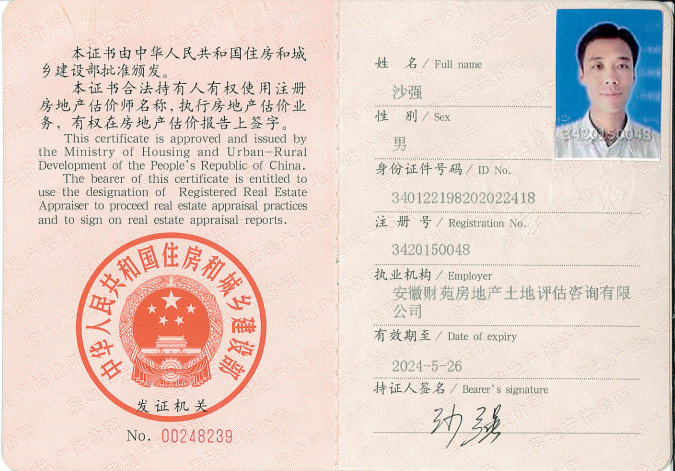 本证书由中华人民共和国住房和城
乡建设部批准颁发。
本证书合法持有人有权使用注册
房地产估价师名称，执行房地产估价业
务，有权在房地产估价报告上签字。
This certificate is approved and issued by
the Ministry of Housing and Urban-Rural
Development of the People's Republic of China.
The bearer of this certificate is entitled to
use the designation of Registered Real Estate
Appraiser to proceed real estate appraisal practices
and to sign on real estate appraisal reports.
中华人民共和国住房和城乡建设部
发证机关
No. 00248239
姓 名 / Full name
沙强
性 别 / Sex
男
身份证件号码 / ID No.
340122198202022418
注 册 号 / Registration No.
3420150048
执业机构 / Employer
安徽财苑房地产土地评估咨询有限
公司
有效期至 / Date of expiry
2024-5-26
持证人签名 / Bearer's signature
沙强
3420150048